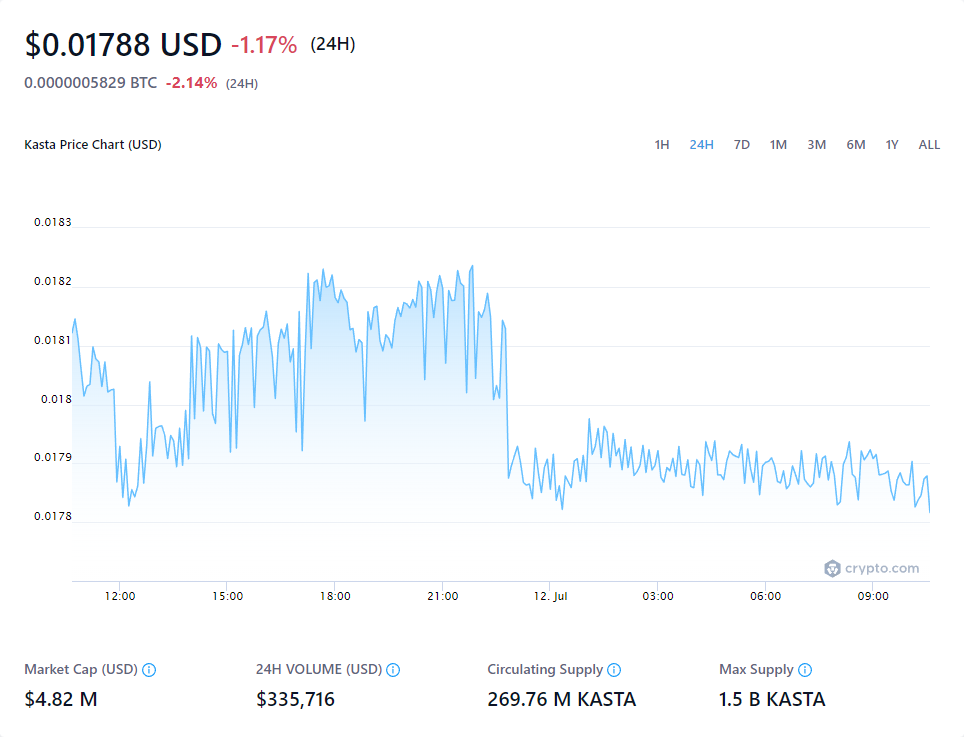 $0.01788 USD -1.17% (24H)
0.0000005829 BTC -2.14% (24H)
Kasta Price Chart (USD) 1H 24H 7D 1M 3M 6M 1Y ALL
0.0183
0.0182
0.0181
0.018
0.0179
0.0178
crypto.com
12:00 15:00 18:00 21:00 12. Jul 03:00 06:00 09:00
Market Cap (USD) 24H VOLUME (USD) Circulating Supply Max Supply
$4.82 M $335,716 269.76 M KASTA 1.5 B KASTA